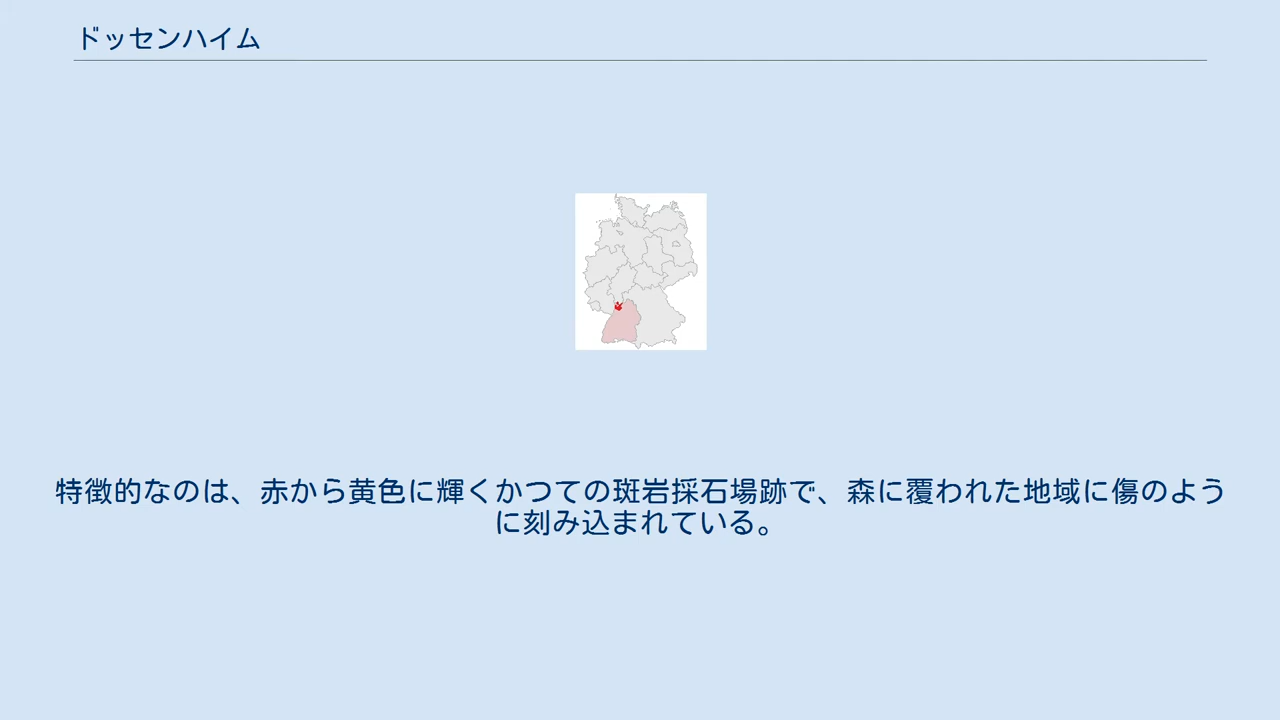 ドッセンハイム
特徴的なのは、赤から黄色に輝くかつての斑岩採石場跡で、森に覆われた地域に傷のよう
に刻み込まれている。